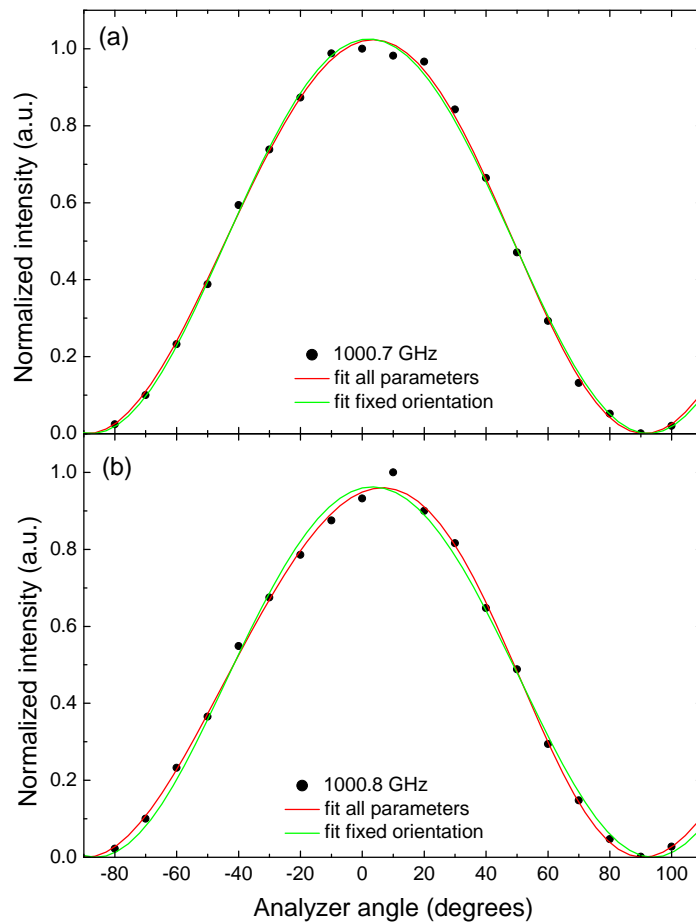 (a)
Normalized intensity (a.u.)
1.0
0.8
0.6
0.4
0.2
0.0
1000.7 GHz
fit all parameters
fit fixed orientation
(b)
Normalized intensity (a.u.)
1.0
0.8
0.6
0.4
0.2
0.0
1000.8 GHz
fit all parameters
fit fixed orientation
-80 -60 -40 -20 0 20 40 60 80 100
Analyzer angle (degrees)